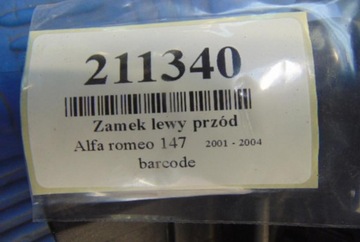 211340
Zamek lewy przód
Alfa romeo 147 2001 - 2004
barcode